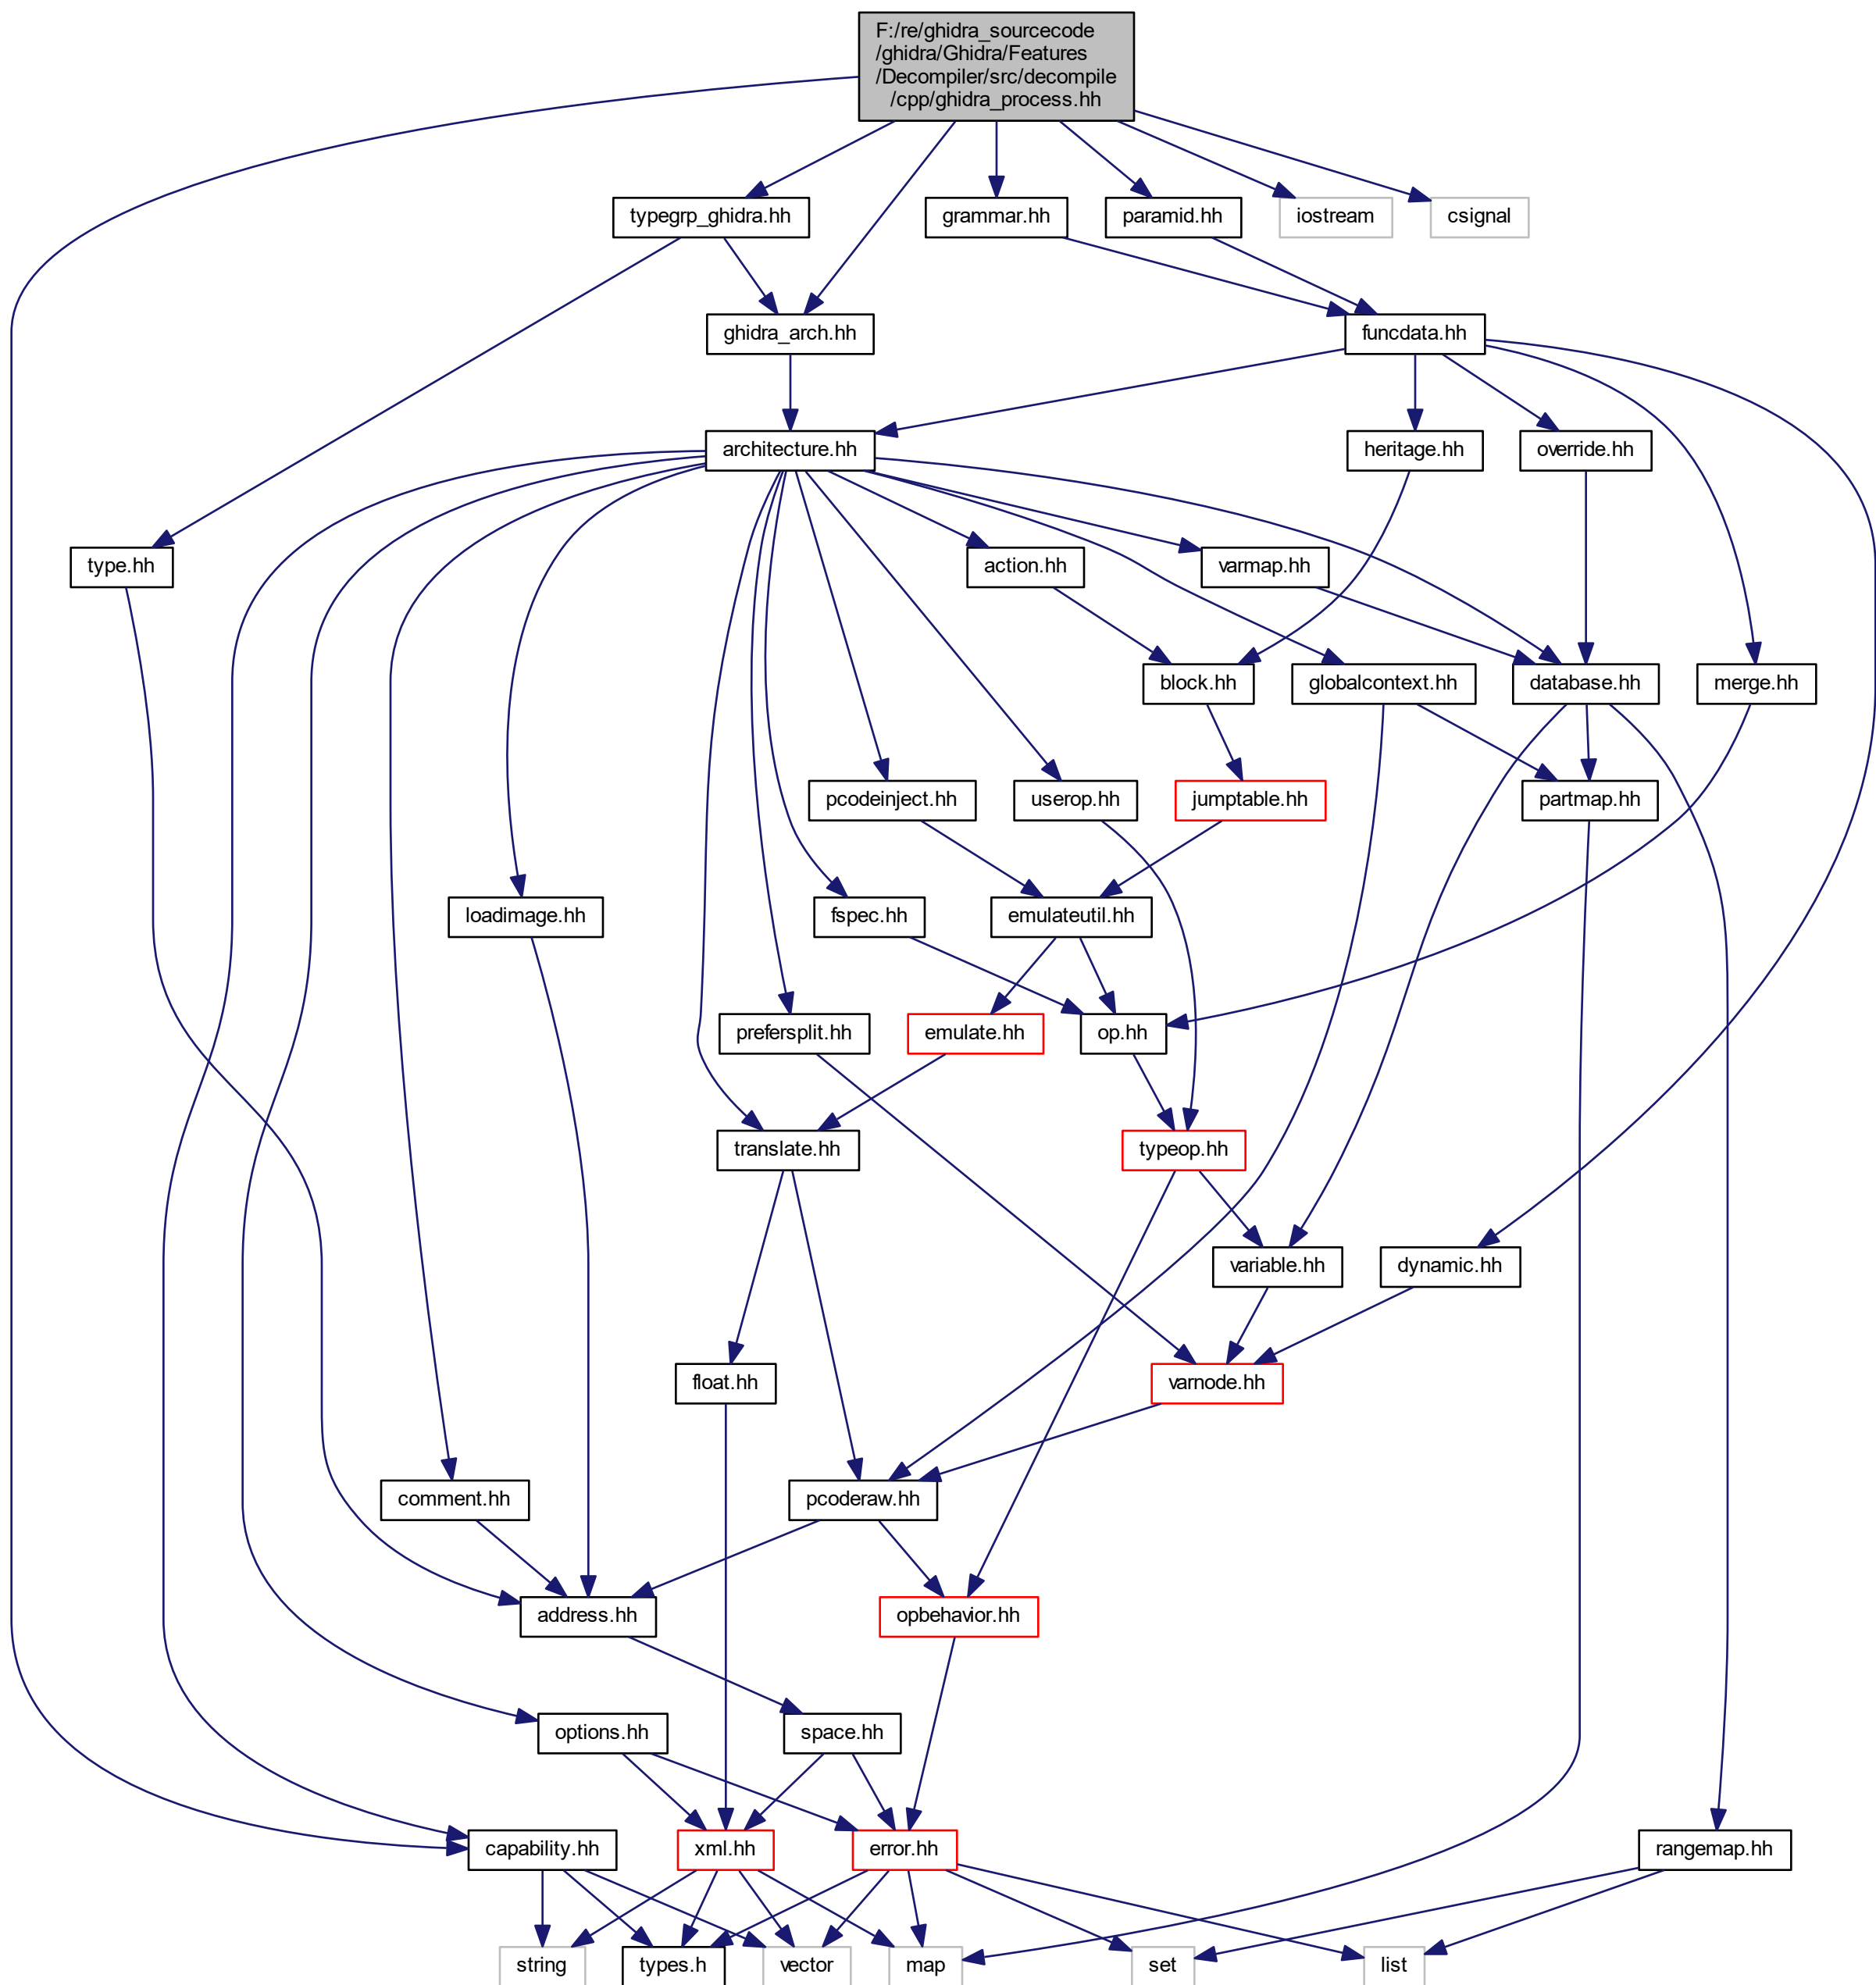 F:/re/ghidra_sourcecode
/ghidra/Ghidra/Features
/Decompiler/src/decompile
/cpp/ghidra_process.hh
typegrp_ghidra.hh
grammar.hh
paramid.hh
iostream
csignal
ghidra_arch.hh
funcdata.hh
architecture.hh
heritage.hh
override.hh
type.hh
action.hh
varmap.hh
block.hh
globalcontext.hh
database.hh
merge.hh
pcodeinject.hh
userop.hh
jumptable.hh
partmap.hh
loadimage.hh
fspec.hh
emulateutil.hh
prefersplit.hh
emulate.hh
op.hh
translate.hh
typeop.hh
variable.hh
dynamic.hh
float.hh
varnode.hh
comment.hh
pcoderaw.hh
address.hh
opbehavior.hh
options.hh
space.hh
capability.hh
xml.hh
error.hh
rangemap.hh
string
types.h
vector
map
set
list